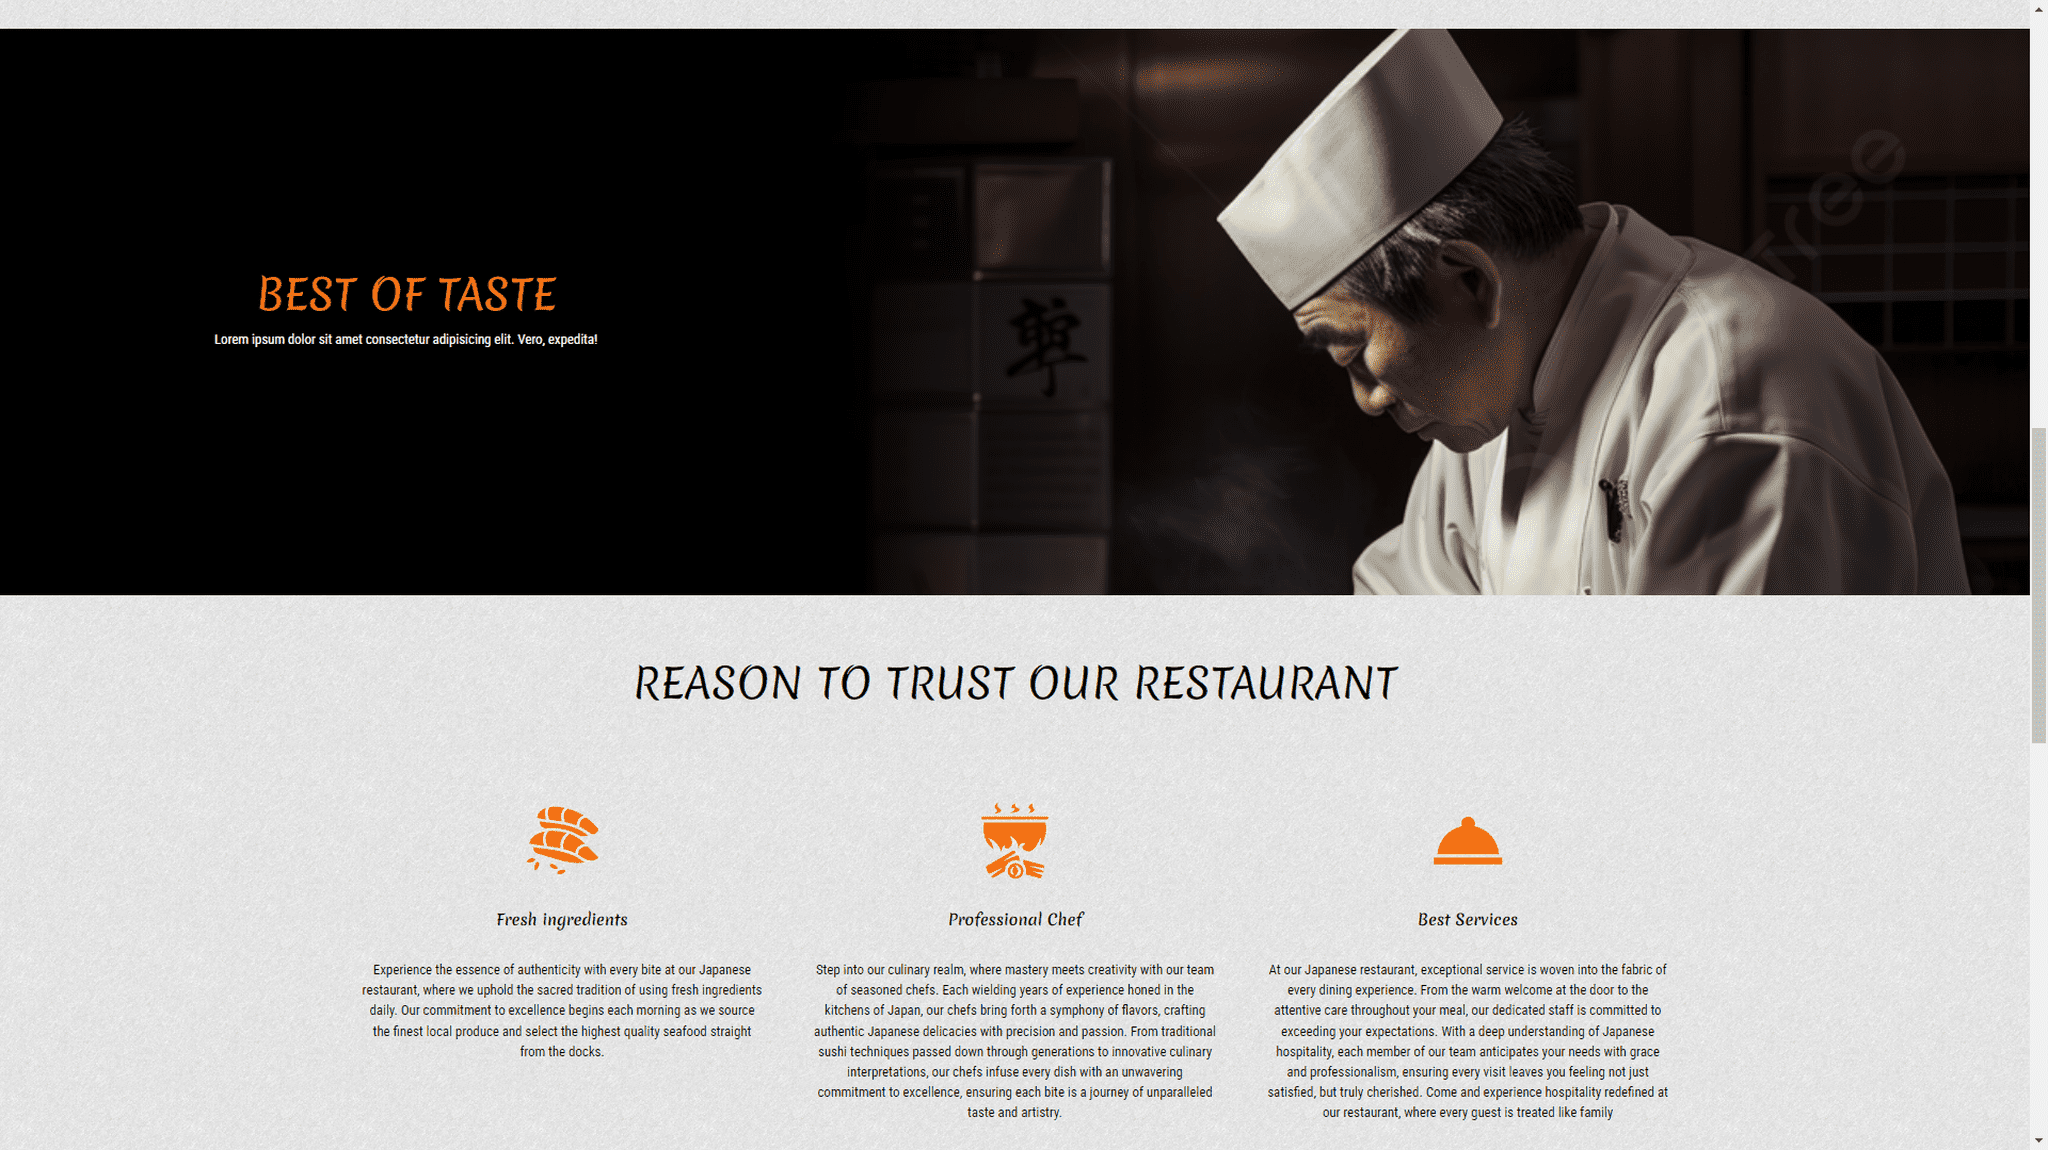 BEST OF TASTE
Lorem ipsum dolor sit amet consectetur adipisicing elit. Vero, expedita!
ree
REASON TO TRUST OUR RESTAURANT
Fresh ingredients
Experience the essence of authenticity with every bite at our Japanese
restaurant, where we uphold the sacred tradition of using fresh ingredients
daily. Our commitment to excellence begins each morning as we source
the finest local produce and select the highest quality seafood straight
from the docks.
Professional Chef
Step into our culinary realm, where mastery meets creativity with our team
of seasoned chefs. Each wielding years of experience honed in the
kitchens of Japan, our chefs bring forth a symphony of flavors, crafting
authentic Japanese delicacies with precision and passion. From traditional
sushi techniques passed down through generations to innovative culinary
interpretations, our chefs infuse every dish with an unwavering
commitment to excellence, ensuring each bite is a journey of unparalleled
taste and artistry.
Best Services
At our Japanese restaurant, exceptional service is woven into the fabric of
every dining experience. From the warm welcome at the door to the
attentive care throughout your meal, our dedicated staff is committed to
exceeding your expectations. With a deep understanding of Japanese
hospitality, each member of our team anticipates your needs with grace
and professionalism, ensuring every visit leaves you feeling not just
satisfied, but truly cherished. Come and experience hospitality redefined at
our restaurant, where every guest is treated like family